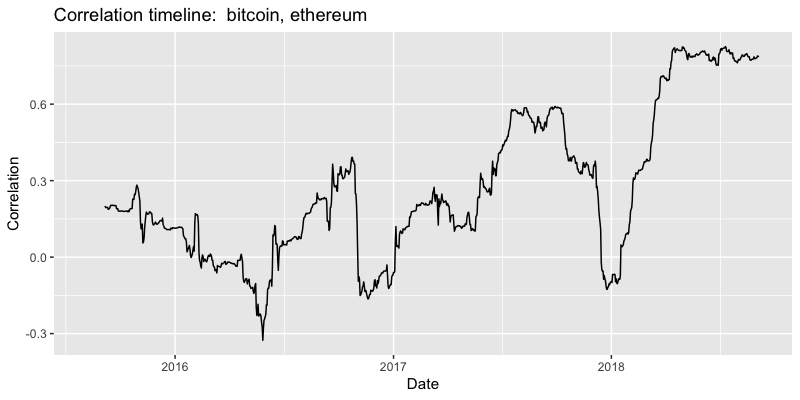 Correlation timeline:  bitcoin, ethereum
Correlation
0.6
0.3
0.0
-0.3
2016
2017
2018
Date